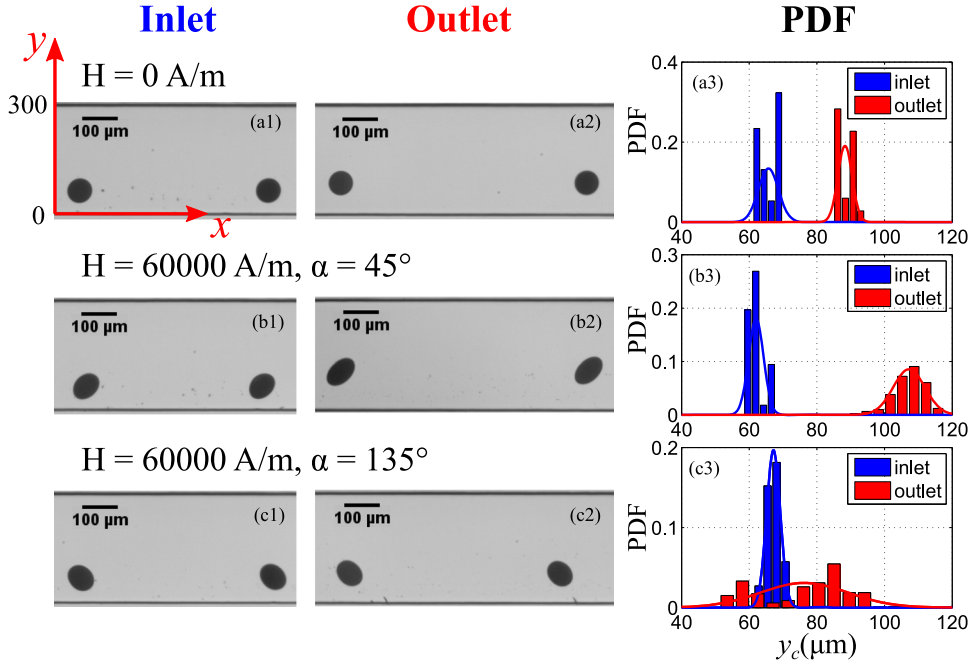 Inlet
Outlet
PDF
y
H = 0 A/m
300
0
x
100 µm
(a1)
100 µm
(a2)
(a3)
inlet
outlet
PDF
0.4
0.2
0
40 60 80 100 120
H = 60000 A/m, α = 45°
100 µm
(b1)
100 µm
(b2)
(b3)
inlet
outlet
PDF
0.3
0.2
0.1
0
40 60 80 100 120
H = 60000 A/m, α = 135°
100 µm
(c1)
100 µm
(c2)
(c3)
inlet
outlet
PDF
0.2
0.1
0
40 60 80 100 120
y_c(µm)